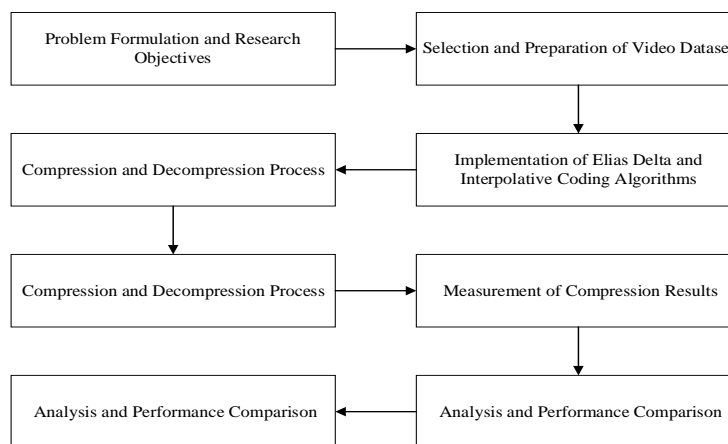 Problem Formulation and Research
Objectives
Selection and Preparation of Video Datase
Implementation of Elias Delta and
Interpolative Coding Algorithms
Compression and Decompression Process
Compression and Decompression Process
Measurement of Compression Results
Analysis and Performance Comparison
Analysis and Performance Comparison